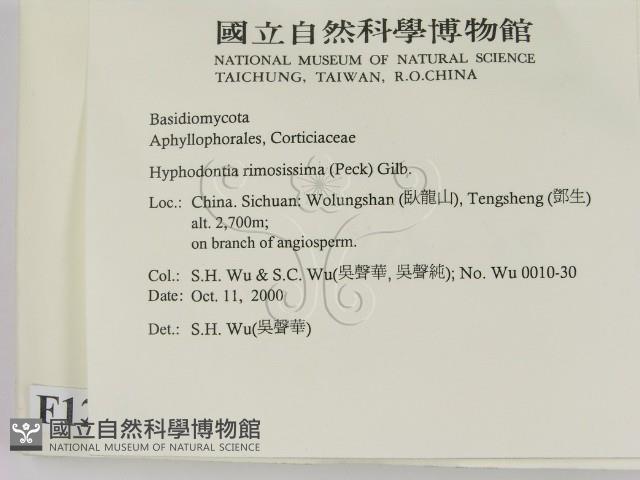 國立自然科學博物館
NATIONAL MUSEUM OF NATURAL SCIENCE
TAICHUNG, TAIWAN, R.O.CHINA
Basidiomycota
Aphyllophorales, Corticiaceae
Hyphodontia rimosissima (Peck) Gilb.
Loc.: China. Sichuan: Wolungshan (臥龍山), Tengsheng (鄧生)
alt. 2,700m;
on branch of angiosperm.
Col.: S.H. Wu & S.C. Wu(吳聲華, 吳聲純); No. Wu 0010-30
Date: Oct. 11, 2000
Det.: S.H. Wu(吳聲華)
國立自然科學博物館
NATIONAL MUSEUM OF NATURAL SCIENCE